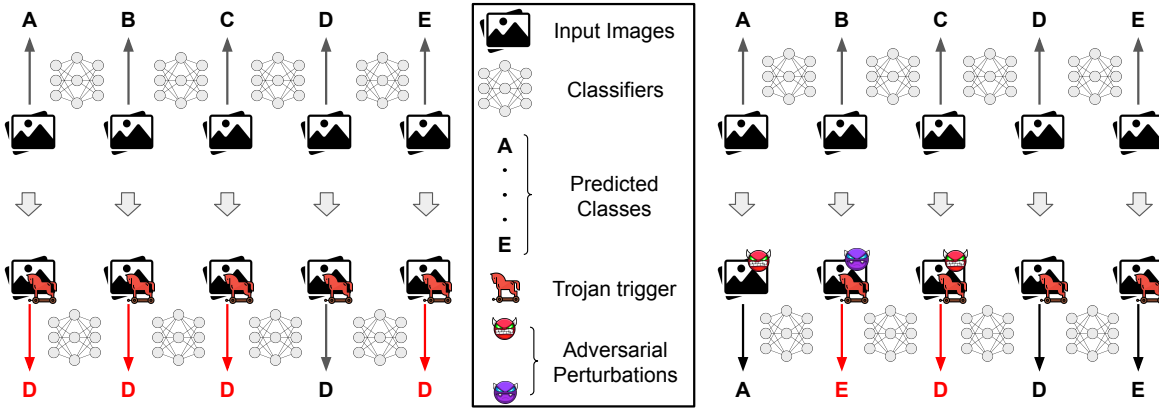 A B C D E
D D D D D
Input Images
Classifiers
A
.
.
.
E
Predicted
Classes
Trojan trigger
Adversarial
Perturbations
A B C D E
A E D D E